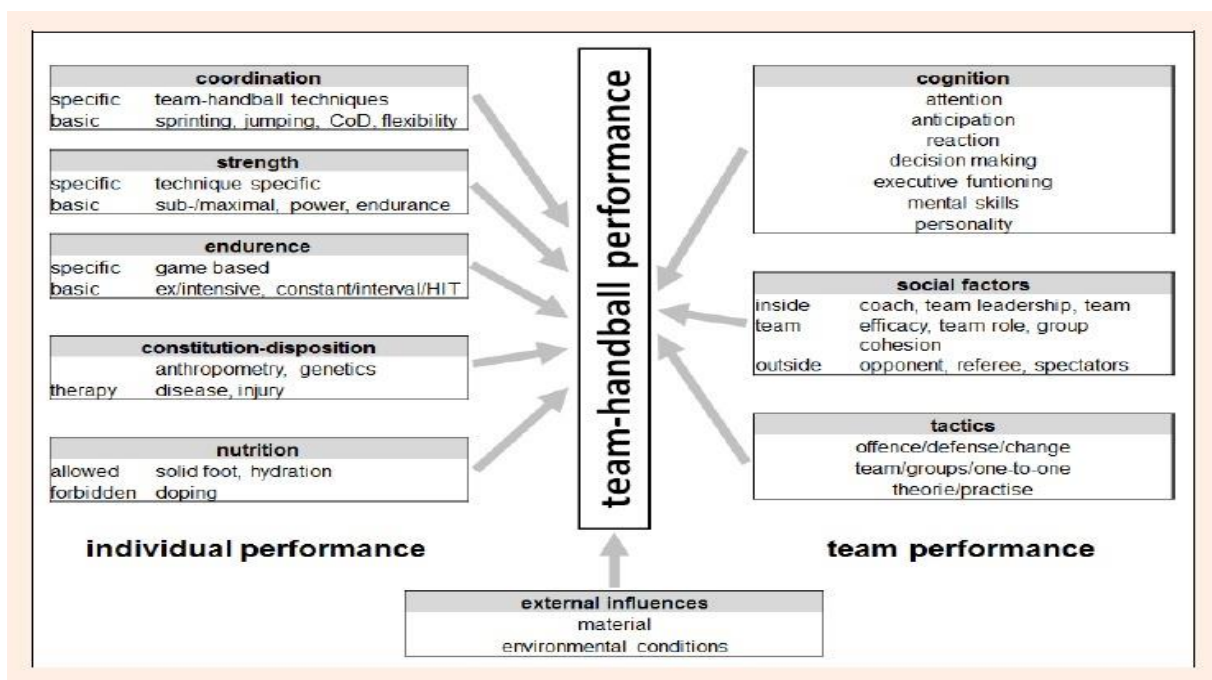 coordination
specific team-handball techniques
basic sprinting, jumping, CoD, flexibility
strength
specific technique specific
basic sub-/maximal, power, endurance
endurence
specific game based
basic ex/intensive, constant/interval/HIT
constitution-disposition
anthropometry, genetics
therapy disease, injury
nutrition
allowed solid foot, hydration
forbidden doping
individual performance
team-handball performance
cognition
attention
anticipation
reaction
decision making
executive funtioning
mental skills
personality
social factors
inside coach, team leadership, team
team efficacy, team role, group
cohesion
outside opponent, referee, spectators
tactics
offence/defense/change
team/groups/one-to-one
theorie/practise
team performance
external influences
material
environmental conditions